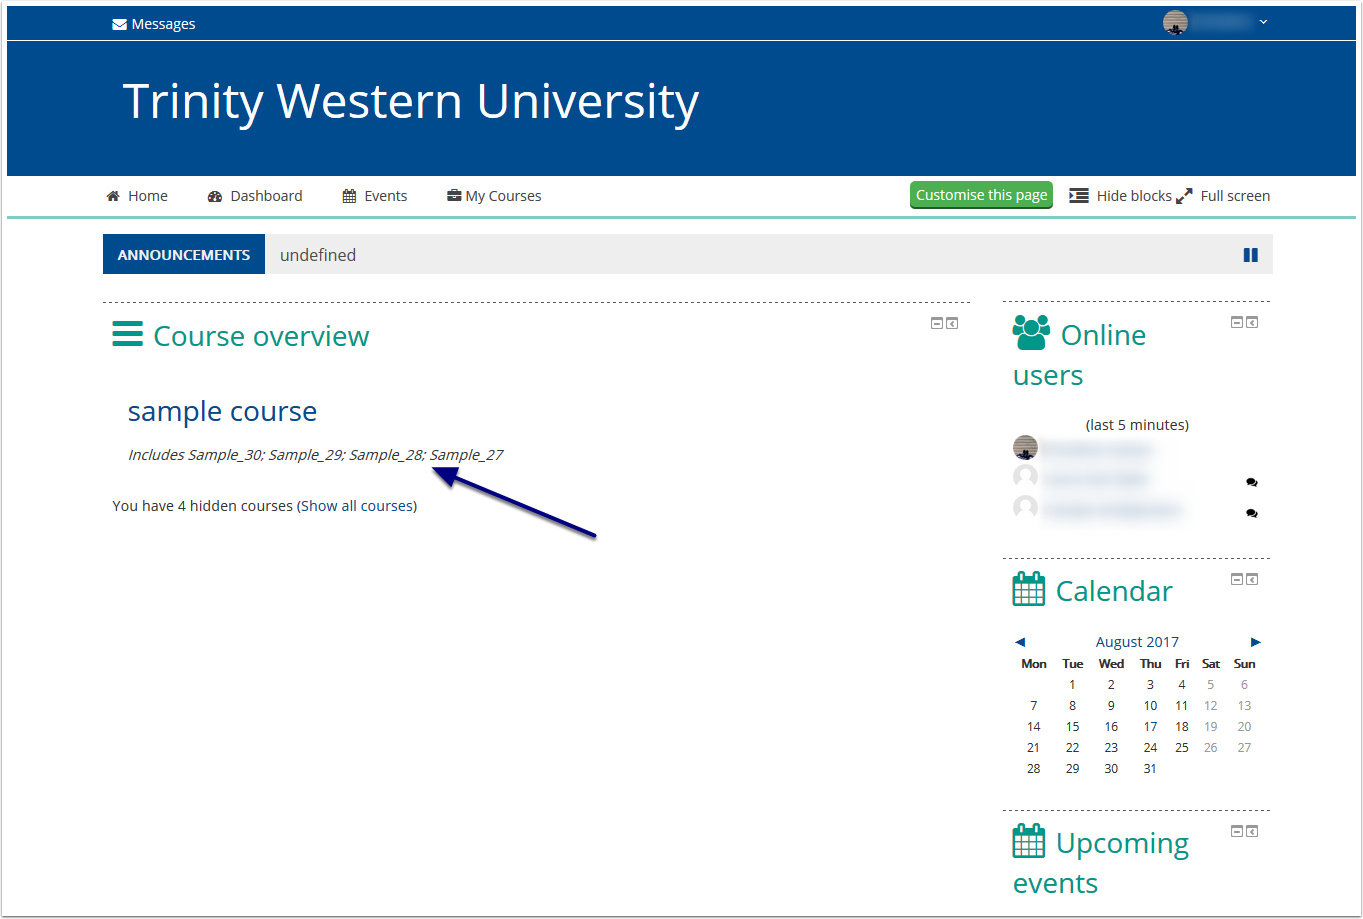 Messages
Trinity Western University
Home Dashboard Events My Courses Customise this page Hide blocks Full screen
ANNOUNCEMENTS undefined
Course overview
sample course
Includes Sample_30; Sample_29; Sample_28; Sample_27
You have 4 hidden courses (Show all courses)
Online
users
(last 5 minutes)
Calendar
◄ August 2017 ►
Mon Tue Wed Thu Fri Sat Sun
1 2 3 4 5 6
7 8 9 10 11 12 13
14 15 16 17 18 19 20
21 22 23 24 25 26 27
28 29 30 31
Upcoming
events